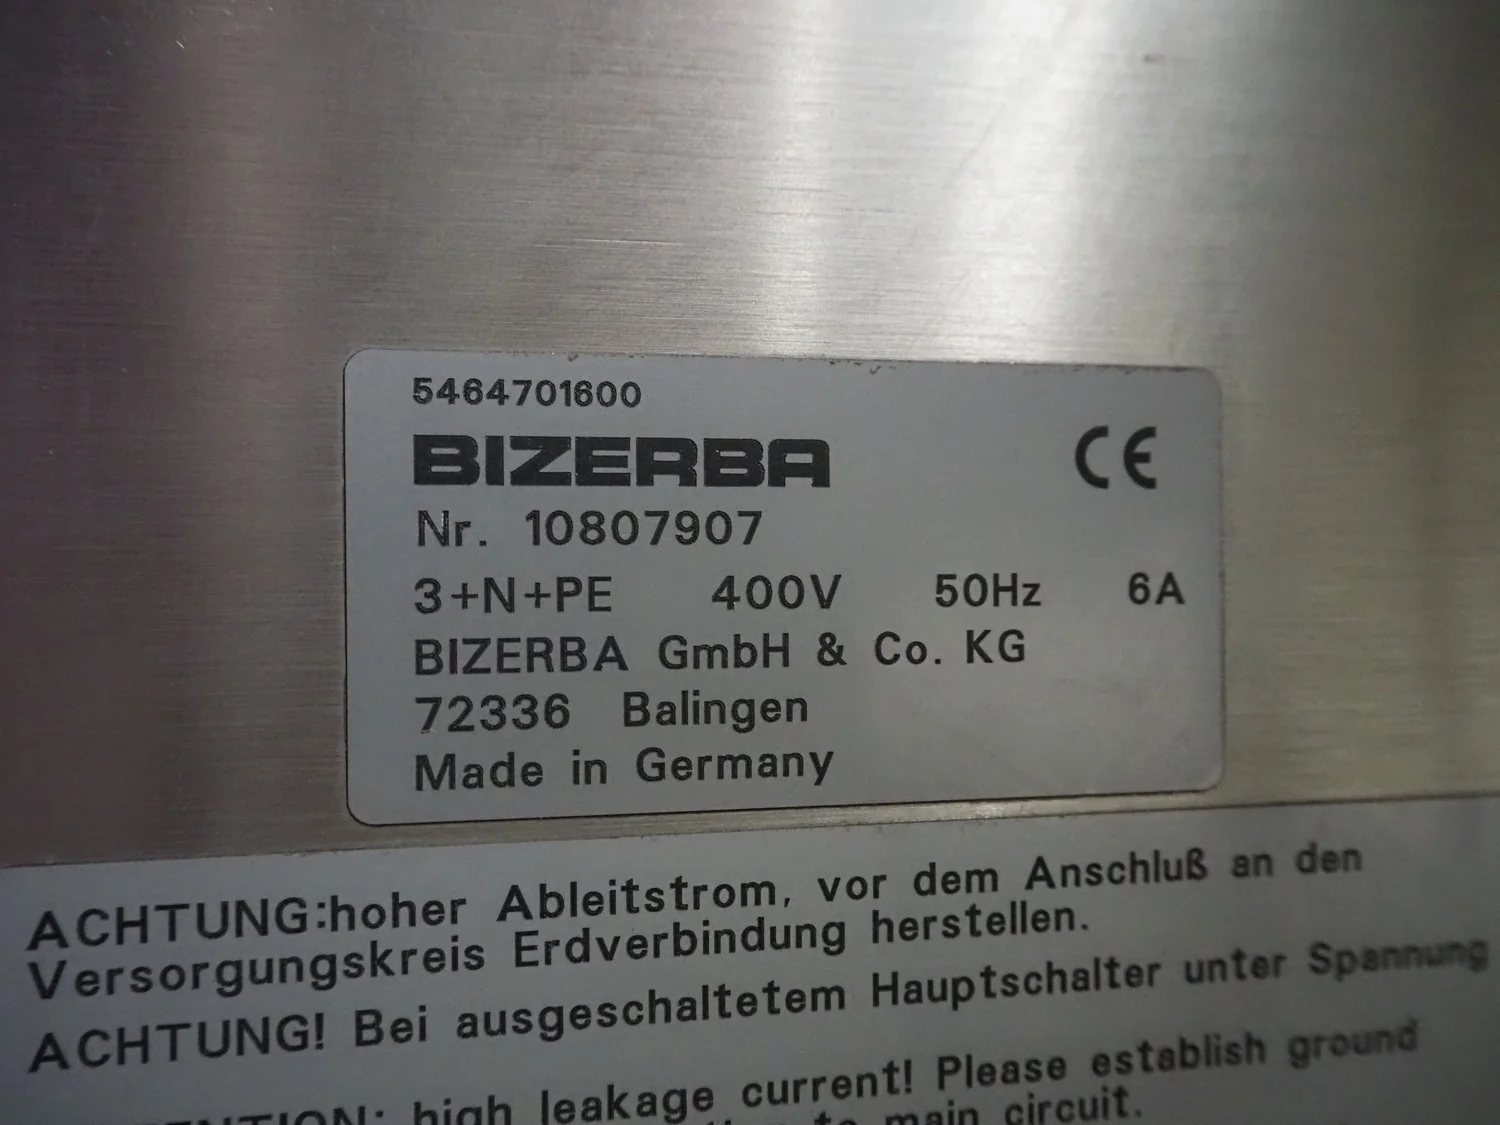 5464701600
BIZERBA
CE
Nr. 10807907
3+N+PE 400V 50Hz 6A
BIZERBA GmbH & Co. KG
72336 Balingen
Made in Germany
ACHTUNG:hoher Ableitstrom, vor dem Anschluß an den
Versorgungskreis Erdverbindung herstellen.
ACHTUNG! Bei ausgeschaltetem Hauptschalter unter Spannung
high leakage current! Please establish ground
to main circuit.